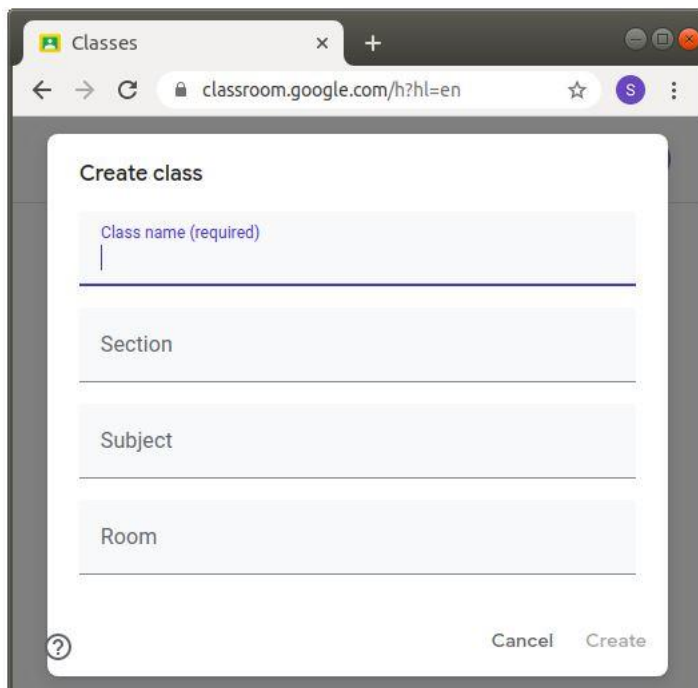 Classes
classroom.google.com/h?hl=en
S
Create class
Class name (required)
Section
Subject
Room
Cancel Create